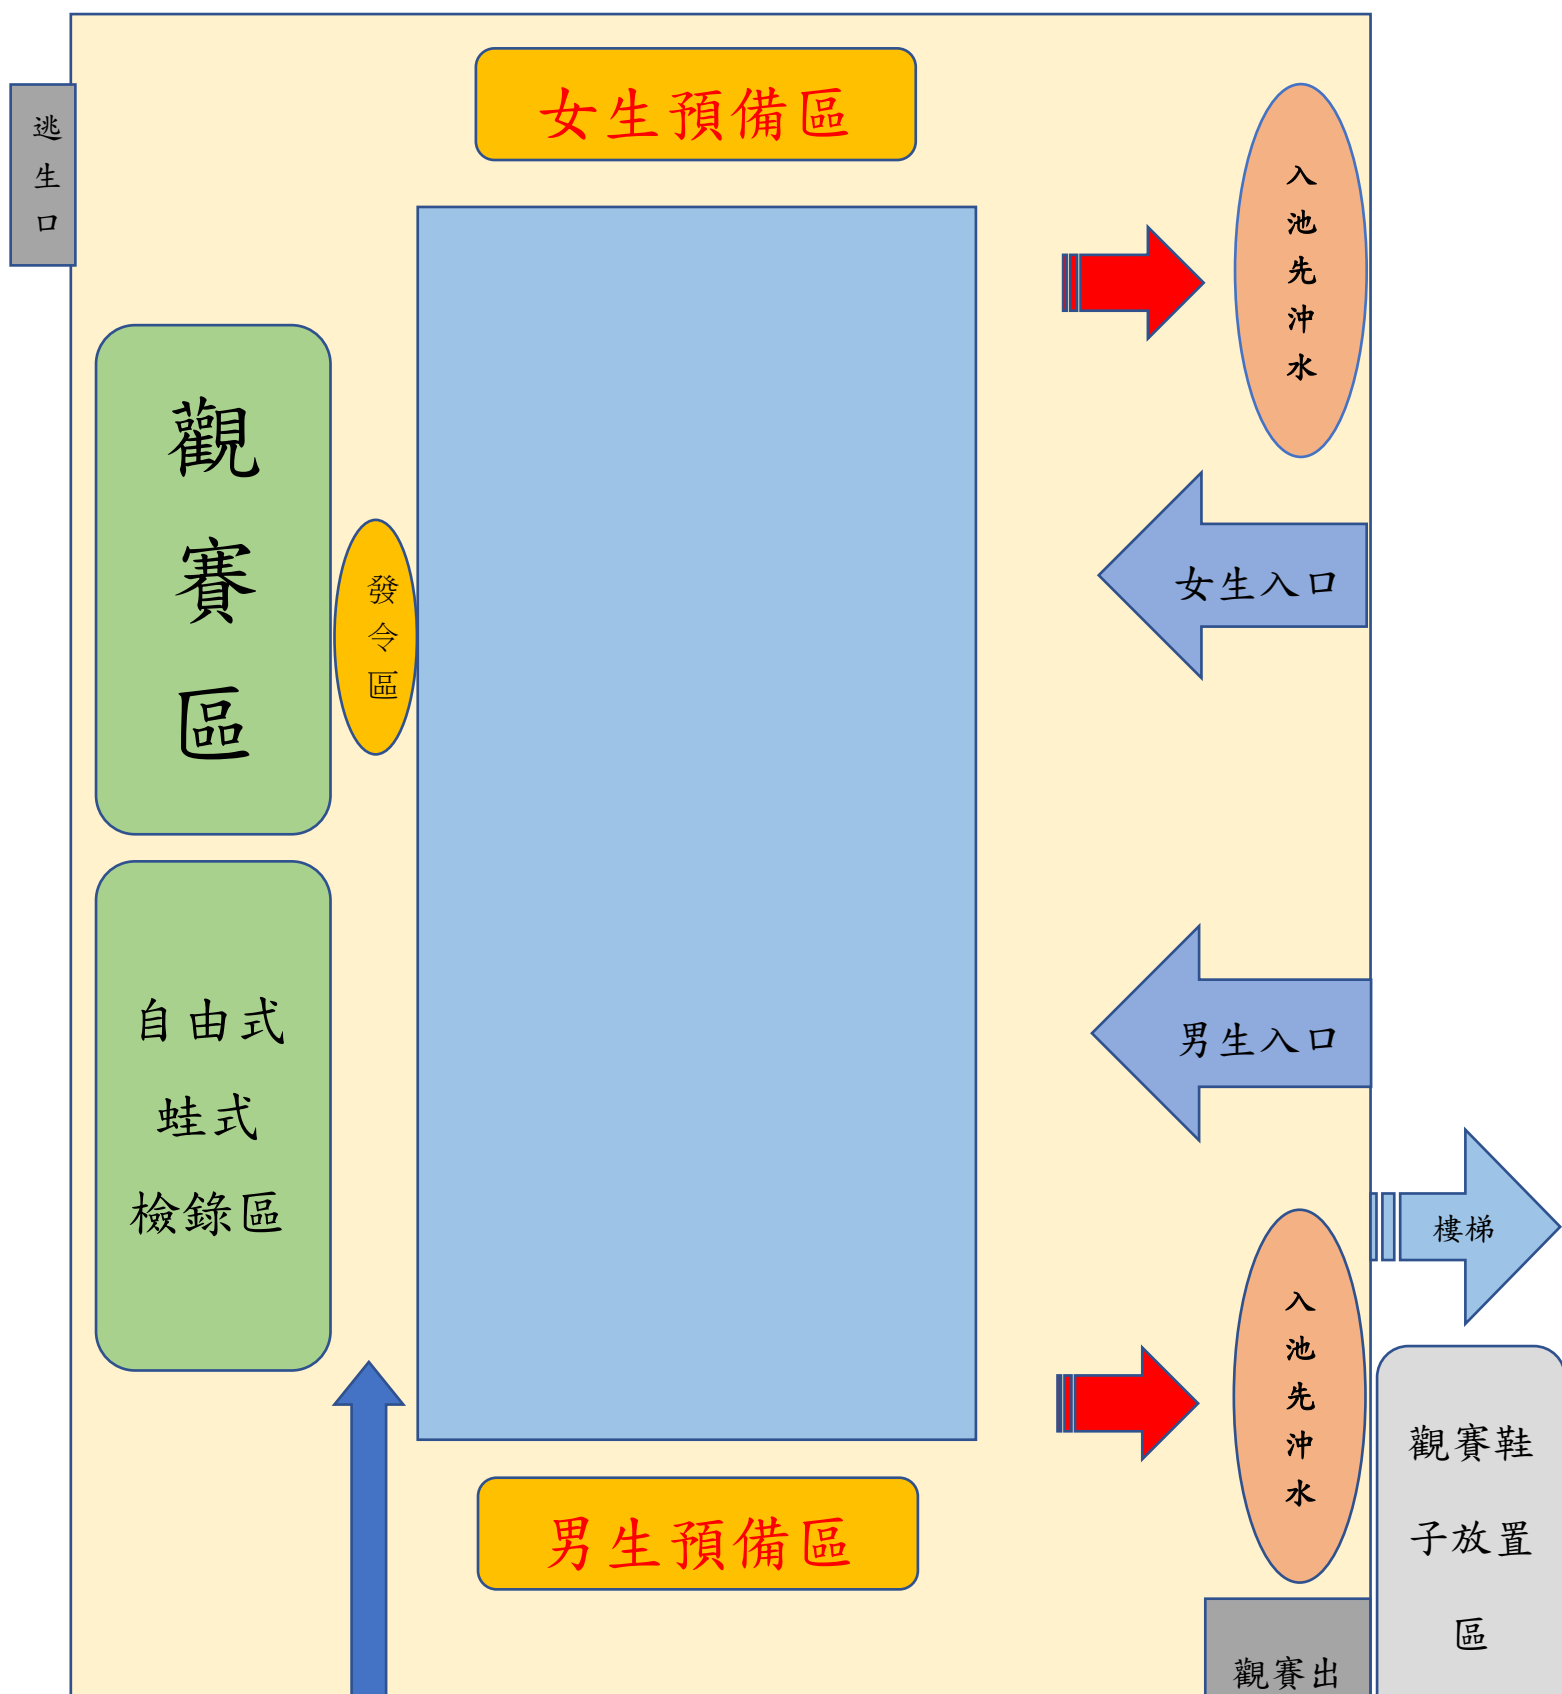 女生預備區
逃生口
入池先沖水
觀賽區
發令區
女生入口
自由式
蛙式
檢錄區
男生入口
樓梯
入池先沖水
觀賽鞋
子放置
區
男生預備區
觀賽出